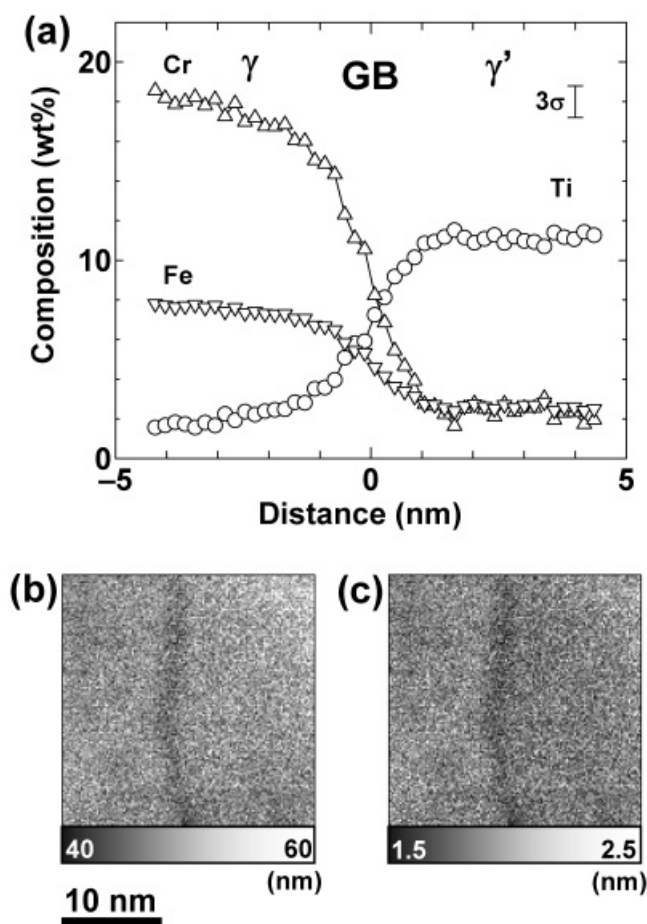 (a)
20
Cr
γ
GB
γ'
3σ
Composition (wt%)
Ti
10
Fe
0
−5
0
5
Distance (nm)
(b)
(c)
40
60
1.5
2.5
(nm)
(nm)
10 nm